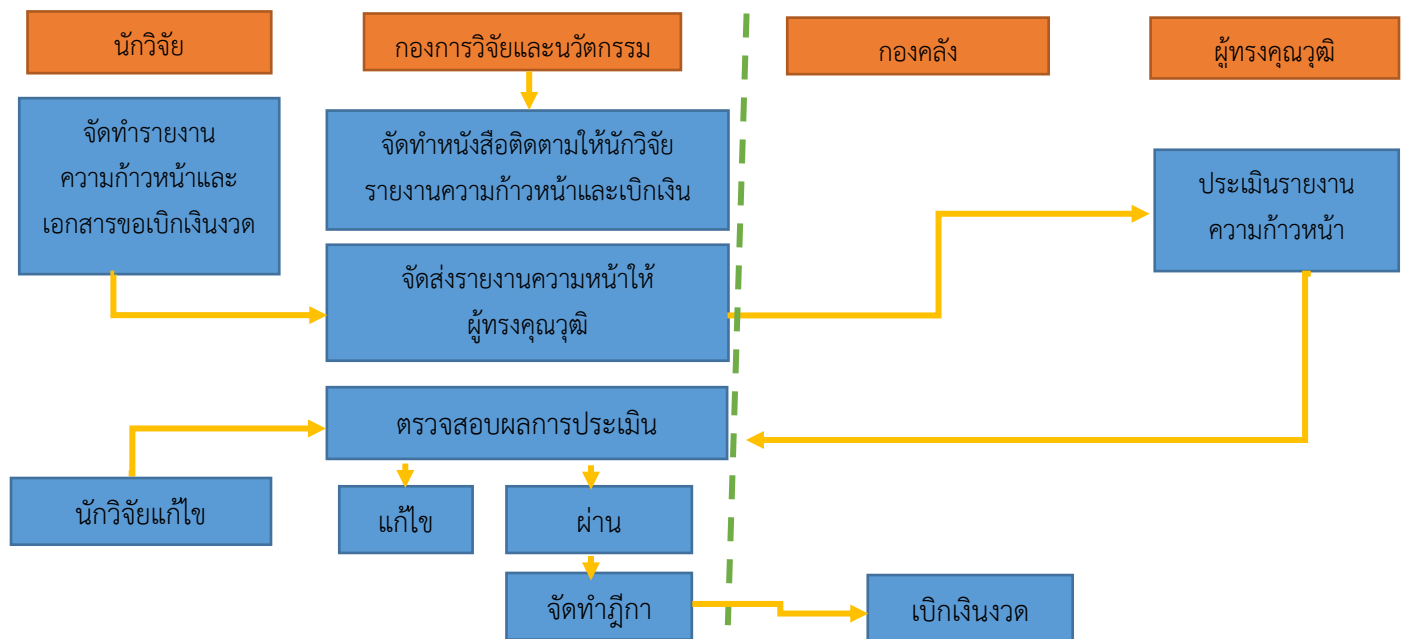 นักวิจัย
กองการวิจัยและนวัตกรรม
กองคลัง
ผู้ทรงคุณวุฒิ
จัดทำรายงาน
ความก้าวหน้าและ
เอกสารขอเบิกเงินงวด
จัดทำหนังสือติดตามให้นักวิจัย
รายงานความก้าวหน้าและเบิกเงิน
ประเมินรายงาน
ความก้าวหน้า
จัดส่งรายงานความหน้าให้
ผู้ทรงคุณวุฒิ
ตรวจสอบผลการประเมิน
นักวิจัยแก้ไข
แก้ไข
ผ่าน
จัดทำฎีกา
เบิกเงินงวด